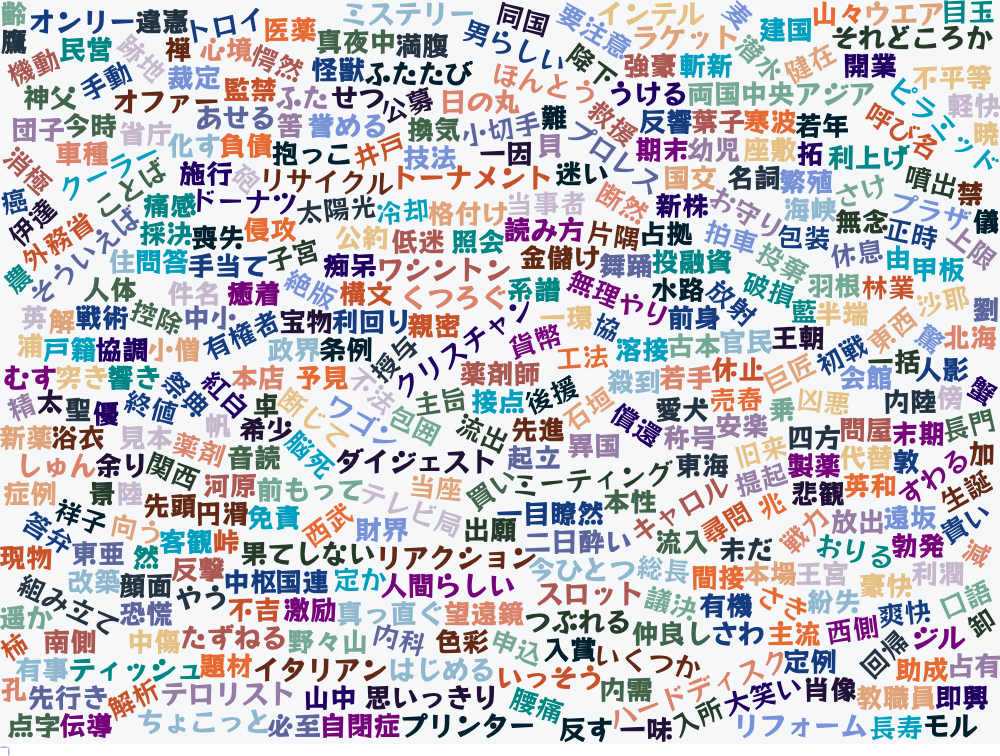 齢 オンリー 違憲 トロイ 医薬 ミステリー 同国 要注意 インテル 麦 建国 山々 ウエア 目玉
鷹 民営 跡地 禅 心境 愕然 真夜中 満腹 男らしい 降下 ラケット 潜水 健在 それどころか
機動 手動 裁定 監禁 怪獣 ふたたび ほんとう 強豪 斬新 開業 不平等
神父 オファー ふた せつ 公募 日の丸 救援 うける 両国 中央 アジア ピラミッド 軽快
団子 今時 省庁 あせる 筈 誉める 換気 小切手 難 プロレス 反響 葉子 寒波 若年 呼び名 暁
消極 車種 クーラー 化す 負債 抱っこ 井戸 技法 一因 貝 期末 幼児 座敷 拓 利上げ
癌 伊達 ことば 施行 砲 リサイクル トーナメント 迷い 断然 国交 名詞 繁殖 さけ 噴出 禁
外務省 そういえば 痛感 ドーナツ 太陽光 冷却 格付け 当事者 新株 お守り 海峡 無念 プラザ 正時 儀
採決 喪失 侵攻 子宮 公約 低迷 照会 読み方 片隅 占拠 拍車 包装 休息 上限
農 住 問答 手当て 痴呆 ワシントン 金儲け 舞踊 投融資 投棄 由 甲板
人体 件名 癒着 絶版 構文 くつろぐ 系譜 無理やり 水路 放射 破損 羽根 林業
英 解 戦術 控除 中小 有権者 宝物 利回り 親密 クリスチャン 貨幣 一環 協 前身 藍 半端 沙耶 劉
浦 戸籍 協調 小僧 政界 条例 授与 工法 溶接 古本 官民 王朝 初戦 東西 驚 北海
むす 突き 響き 紅白 本店 予見 不法 薬剤師 殺到 若手 休止 巨匠 会館 一括 人影
精 太 聖 優 終値 帆 卓 断じて ワゴン 包囲 主旨 接点 後援 石垣 償還 愛犬 売春 乗 凶悪 内陸 傍 蟹
新薬 浴衣 見本 薬剤 希少 音読 脳死 流出 先進 異国 称号 安楽 旧来 四方 問屋 末期 長門
しゅん 余り 関西 ダイジェスト 起立 ミーティング 東海 提起 製薬 代替 敦 すわる 加
症例 景 陸 先頭 河原 前もって テレビ局 当座 買い 本性 キャロル 悲観 英和 生誕
答弁 祥子 向う 円滑 免責 西武 財界 出願 一目瞭然 尋問 兆 戦力 放出 遠坂 貴い
現物 東亜 然 客観 峠 果てしない リアクション 二日酔い 流入 未だ おりる 勃発 減
組み立て 改築 顔面 反撃 中枢 国連 定か 人間らしい 今ひとつ 総長 間接 本場 王宮 豪快 利潤
遥か 恐慌 やう 不吉 激励 真っ直ぐ 望遠鏡 スロット 議決 有機 さき 紛失 爽快 口語
柿 南側 中傷 たずねる 野々山 内科 色彩 申込 つぶれる 仲良し さわ 主流 西側 回帰 ジル 卸
有事 ティッシュ 題材 イタリアン はじめる 入賞 いくつか ハードディスク 定例 助成 占有
孔 先行き 解析 テロリスト 山中 思いっきり いっそう 腰痛 内需 大笑い 肖像 教職員 即興
点字 伝導 ちょこっと 必至 自閉症 プリンター 反す 一味 入所 リフォーム 長寿 モル